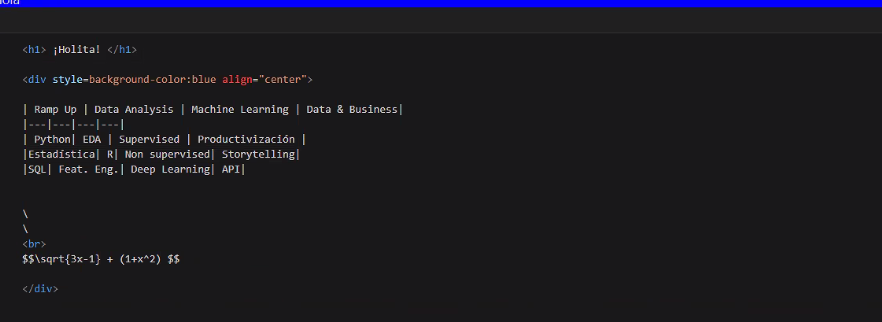 <h1> ¡Holita! </h1>
<div style=background-color:blue align="center">
| Ramp Up | Data Analysis | Machine Learning | Data & Business|
|---|---|---|---|
| Python| EDA | Supervised | Productivización |
|Estadística| R| Non supervised| Storytelling|
|SQL| Feat. Eng.| Deep Learning| API|
\
\
<br>
$$\sqrt{3x-1} + (1+x^2) $$
</div>